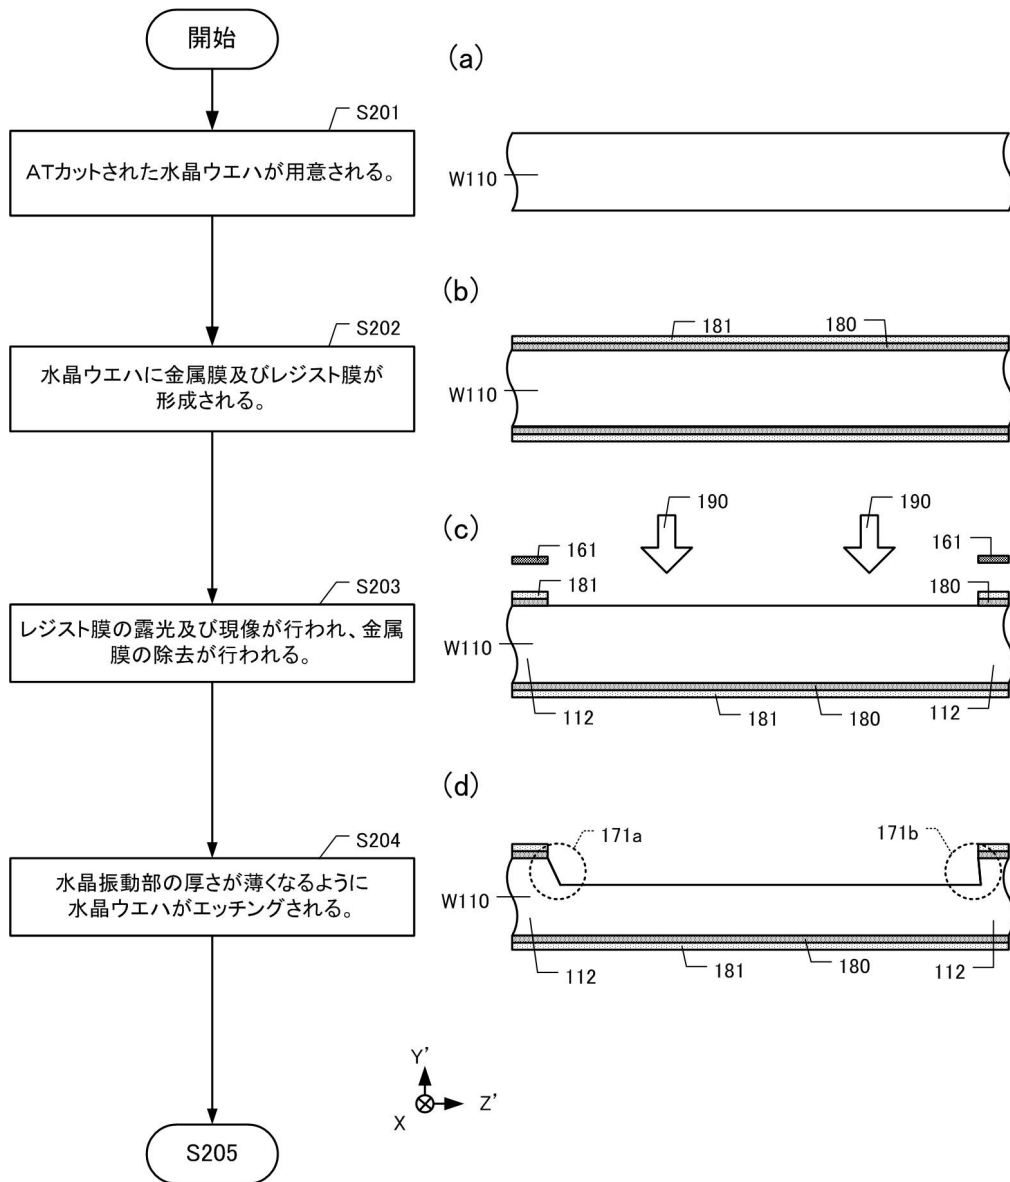 開始
S201
ATカットされた水晶ウエハが用意される。
S202
水晶ウエハに金属膜及びレジスト膜が
形成される。
S203
レジスト膜の露光及び現像が行われ、金属
膜の除去が行われる。
S204
水晶振動部の厚さが薄くなるように
水晶ウエハがエッチングされる。
S205
(a)
W110
(b)
181
180
W110
(c)
190
190
161
161
181
180
W110
112
181
180
112
(d)
171a
171b
W110
112
181
180
112
Y'
X
Z'